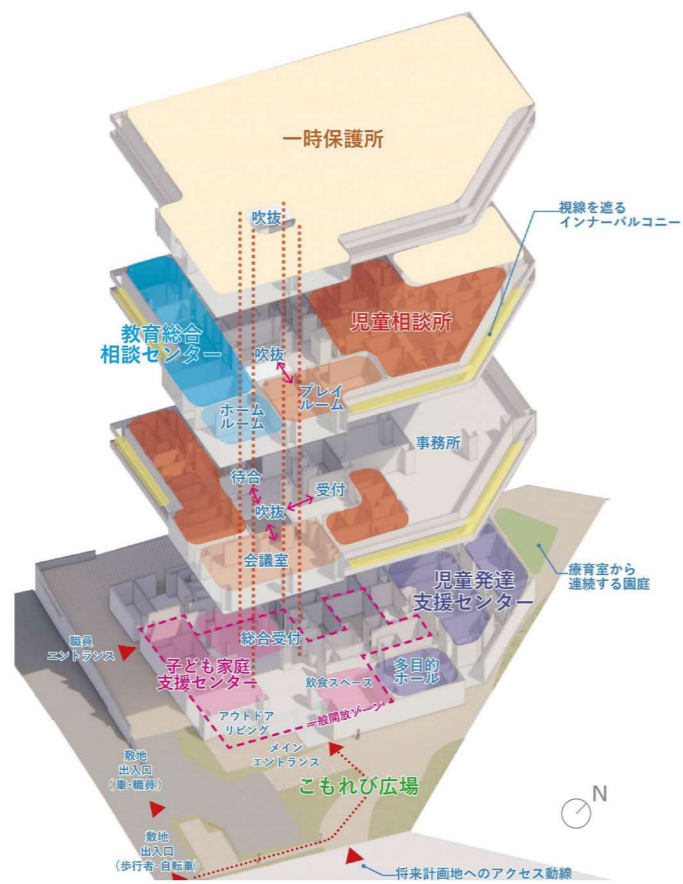 一時保護所
吹抜
視線を遮る
インナーバルコニー
教育総合
相談センター
児童相談所
吹抜
プレイ
ルーム
ホーム
ルーム
事務所
待合
受付
吹抜
会議室
児童発達
支援センター
療育室から
連続する園庭
職員
エントランス
総合受付
子ども家庭
支援センター
飲食スペース
多目的
ホール
アウトドア
リビング
一般開放ゾーン
メイン
エントランス
敷地
出入口
(車・職員)
こもれび広場
N
敷地
出入口
(歩行者・自転車)
将来計画地へのアクセス動線